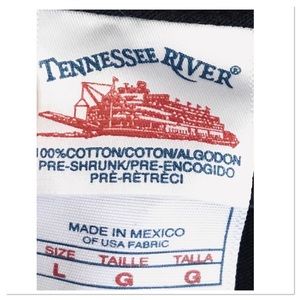 TENNESSEE RIVER®
100%COTTON/COTON/ALGODON
PRE-SHRUNK/PRE-ENCOGIDO
PRÉ-RÉTRÉCI
MADE IN MEXICO
OF USA FABRIC
SIZE TAILLE TALLA
L G G